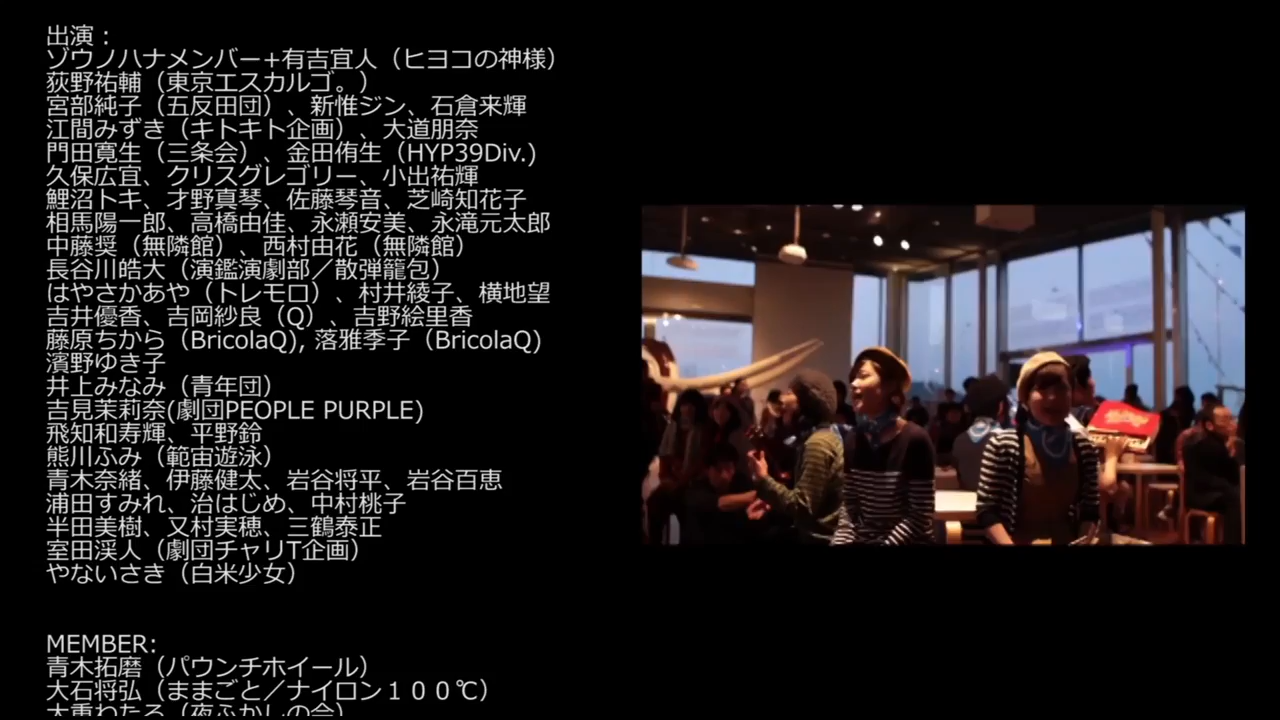 出演：
ゾウノハナメンバー+有吉宣人（ヒヨコの神様）
荻野祐輔（東京エスカルゴ。）
宮部純子（五反田団）、新惟ジン、石倉来輝
江間みずき（キトキト企画）、大道朋奈
門田寛生（三条会）、金田侑生（HYP39Div.)
久保広宣、クリスグレゴリー、小出祐輝
鯉沼トキ、才野真琴、佐藤琴音、芝崎知花子
相馬陽一郎、高橋由佳、永瀬安美、永滝元太郎
中藤奨（無隣館）、西村由花（無隣館）
長谷川皓大（演鑑演劇部／散弾籠包）
はやさかあや（トレモロ）、村井綾子、横地望
吉井優香、吉岡紗良（Q）、吉野絵里香
藤原ちから（BricolaQ), 落雅季子（BricolaQ)
濱野ゆき子
井上みなみ（青年団）
吉見茉莉奈(劇団PEOPLE PURPLE)
飛知和寿輝、平野鈴
熊川ふみ（範宙遊泳）
青木奈緒、伊藤健太、岩谷将平、岩谷百恵
浦田すみれ、治はじめ、中村桃子
半田美樹、又村実穂、三鶴泰正
室田渓人（劇団チャリT企画）
やないさき（白米少女）
MEMBER:
青木拓磨（パウンチホイール）
大石将弘（ままごと／ナイロン１００℃）
大重わたる（夜ふかしの会）